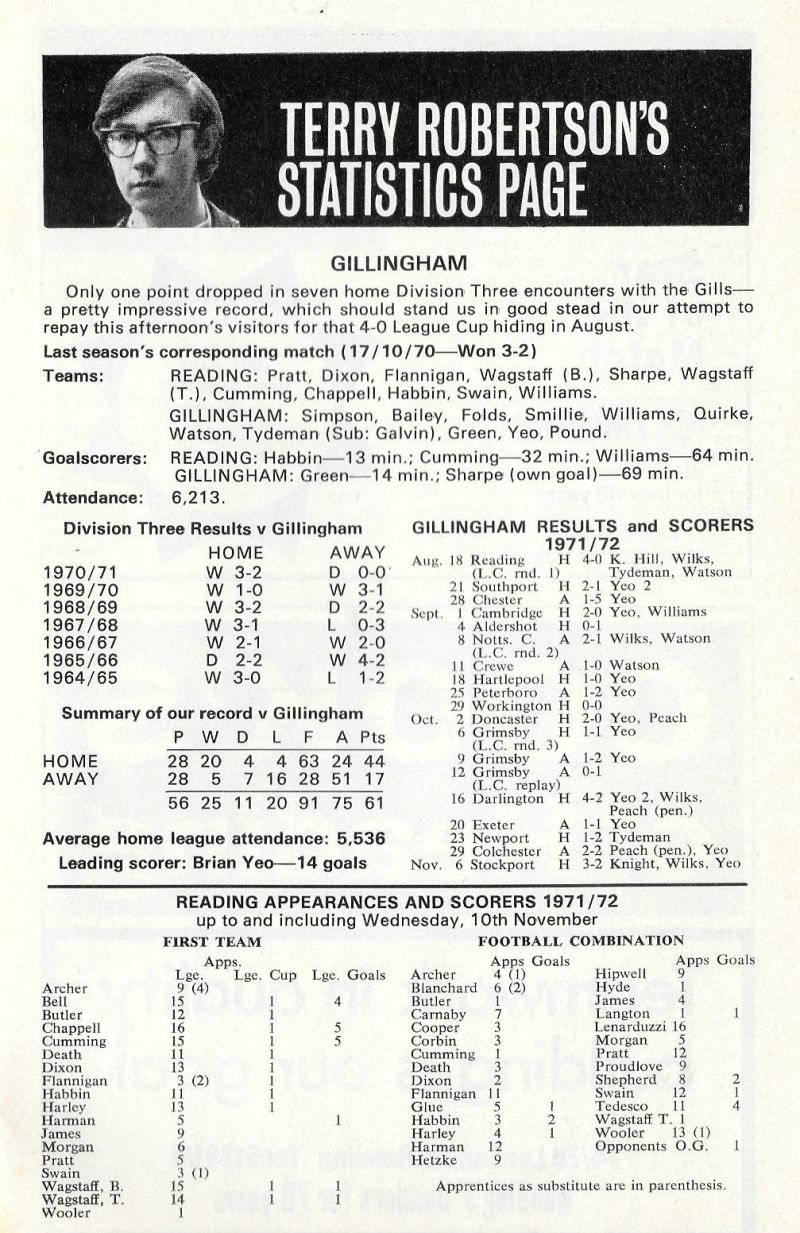 TERRY ROBERTSON'S
STATISTICS PAGE
GILLINGHAM
Only one point dropped in seven home Division Three encounters with the Gills—
a pretty impressive record, which should stand us in good stead in our attempt to
repay this afternoon's visitors for that 4-0 League Cup hiding in August.
Last season's corresponding match (17/10/70—Won 3-2)
Teams: READING: Pratt, Dixon, Flannigan, Wagstaff (B.), Sharpe, Wagstaff
(T.), Cumming, Chappell, Habbin, Swain, Williams.
GILLINGHAM: Simpson, Bailey, Folds, Smillie, Williams, Quirke,
Watson, Tydeman (Sub: Galvin), Green, Yeo, Pound.
Goalscorers: READING: Habbin—13 min.; Cumming—32 min.; Williams—64 min.
GILLINGHAM: Green—14 min.; Sharpe (own goal)—69 min.
Attendance: 6,213.
Division Three Results v Gillingham
HOME AWAY
1970/71 W 3-2 D 0-0
1969/70 W 1-0 W 3-1
1968/69 W 3-2 D 2-2
1967/68 W 3-1 L 0-3
1966/67 W 2-1 W 2-0
1965/66 D 2-2 W 4-2
1964/65 W 3-0 L 1-2
Summary of our record v Gillingham
P W D L F A Pts
HOME 28 20 4 4 63 24 44
AWAY 28 5 7 16 28 51 17
56 25 11 20 91 75 61
Average home league attendance: 5,536
Leading scorer: Brian Yeo—14 goals
GILLINGHAM RESULTS and SCORERS
1971/72
Aug. 18 Reading H 4-0 K. Hill, Wilks,
(L.C. rnd. 1) Tydeman, Watson
21 Southport H 2-1 Yeo 2
28 Chester A 1-5 Yeo
Sept. 1 Cambridge H 2-0 Yeo, Williams
4 Aldershot H 0-1
8 Notts. C. A 2-1 Wilks, Watson
(L.C. rnd. 2)
11 Crewe A 1-0 Watson
18 Hartlepool H 1-0 Yeo
25 Peterboro A 1-2 Yeo
29 Workington H 0-0
Oct. 2 Doncaster H 2-0 Yeo, Peach
6 Grimsby H 1-1 Yeo
(L.C. rnd. 3)
9 Grimsby A 1-2 Yeo
12 Grimsby A 0-1
(L.C. replay)
16 Darlington H 4-2 Yeo 2, Wilks,
Peach (pen.)
20 Exeter A 1-1 Yeo
23 Newport H 1-2 Tydeman
29 Colchester A 2-2 Peach (pen.), Yeo
Nov. 6 Stockport H 3-2 Knight, Wilks, Yeo
READING APPEARANCES AND SCORERS 1971/72
up to and including Wednesday, 10th November
FIRST TEAM
Apps.
Lge. Lge. Cup Lge. Goals
Archer 9 (4)
Bell 15 1 4
Butler 12 1
Chappell 16 1 5
Cumming 15 1 5
Death 11 1
Dixon 13 1
Flannigan 3 (2) 1
Habbin 11 1
Harley 13 1
Harman 5 1
James 9
Morgan 6
Pratt 5
Swain 3 (1)
Wagstaff, B. 15 1 1
Wagstaff, T. 14 1 1
Wooler 1
FOOTBALL COMBINATION
Apps Goals
Archer 4 (1)
Blanchard 6 (2)
Butler 1
Carnaby 7
Cooper 3
Corbin 3
Cumming 1
Death 3
Dixon 2
Flannigan 11
Glue 5 1
Habbin 3 2
Harley 4 1
Harman 12
Hetzke 9
Apps Goals
Hipwell 9
Hyde 1
James 4
Langton 1 1
Lenarduzzi 16
Morgan 5
Pratt 12
Proudlove 9
Shepherd 8 2
Swain 12 1
Tedesco 11 4
Wagstaff T. 1
Wooler 13 (1)
Opponents O.G. 1
Apprentices as substitute are in parenthesis.